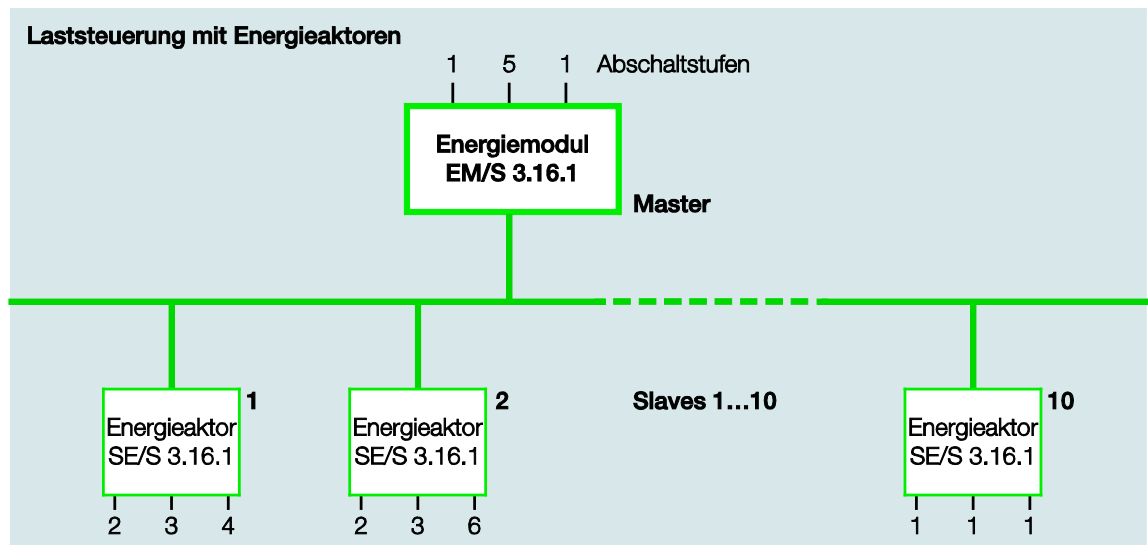 Laststeuerung mit Energieaktoren
1 5 1 Abschaltstufen
Energiemodul
EM/S 3.16.1
Master
1 2 Slaves 1...10 10
Energieaktor Energieaktor Energieaktor
SE/S 3.16.1 SE/S 3.16.1 SE/S 3.16.1
2 3 4 2 3 6 1 1 1